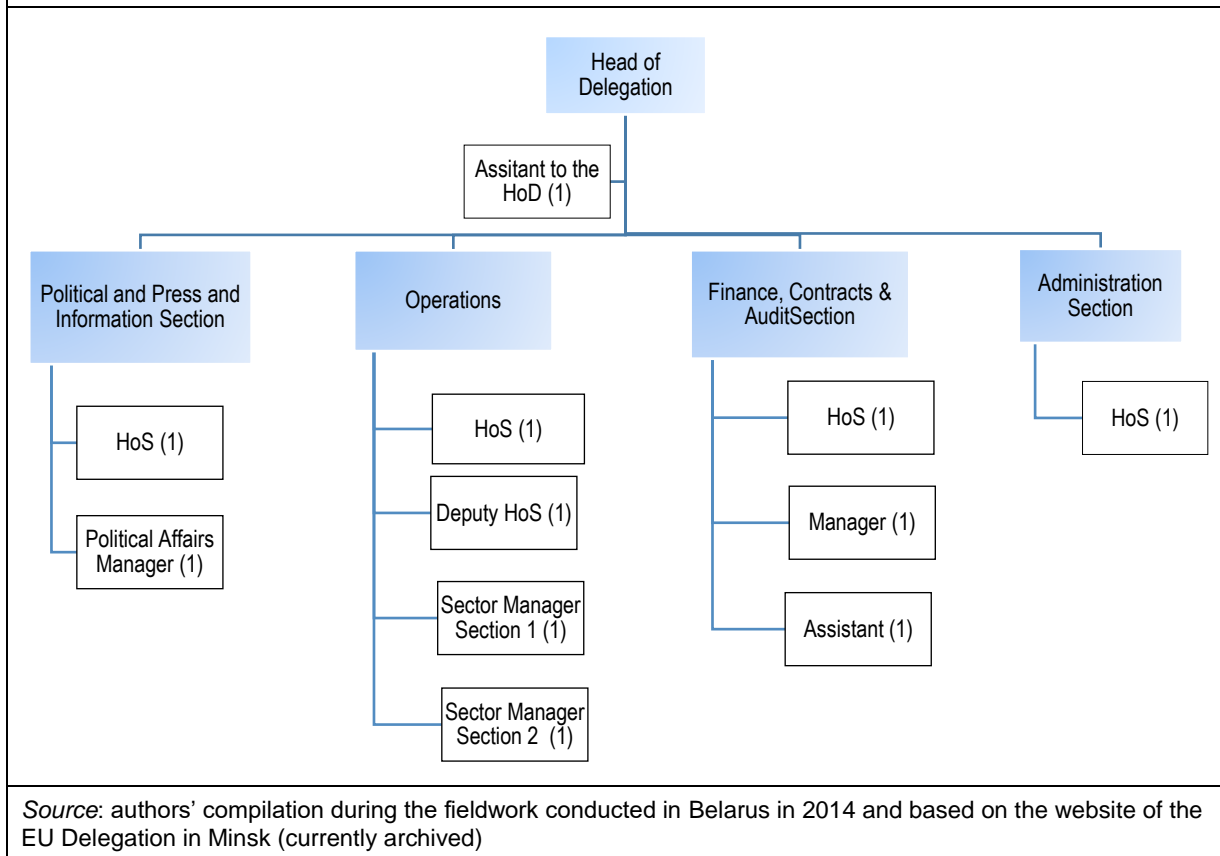 Head of
Delegation
Assitant to the
HoD (1)
Political and Press and
Information Section
HoS (1)
Political Affairs
Manager (1)
Operations
HoS (1)
Deputy HoS (1)
Sector Manager
Section 1 (1)
Sector Manager
Section 2 (1)
Finance, Contracts &
AuditSection
HoS (1)
Manager (1)
Assistant (1)
Administration
Section
HoS (1)
Source: authors’ compilation during the fieldwork conducted in Belarus in 2014 and based on the website of the
EU Delegation in Minsk (currently archived)